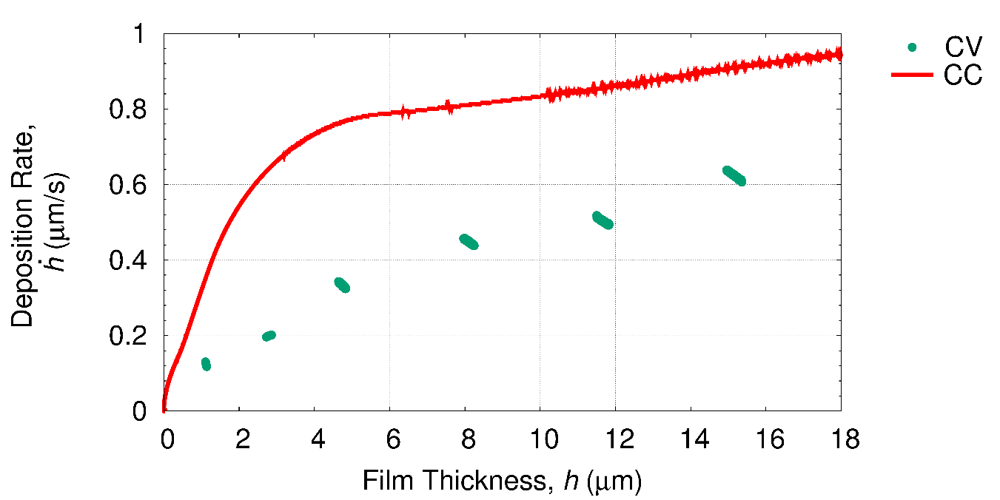 1
0.8
0.6
0.4
0.2
0
0 2 4 6 8 10 12 14 16 18
Deposition Rate,
ḣ (μm/s)
Film Thickness, h (μm)
CV
CC